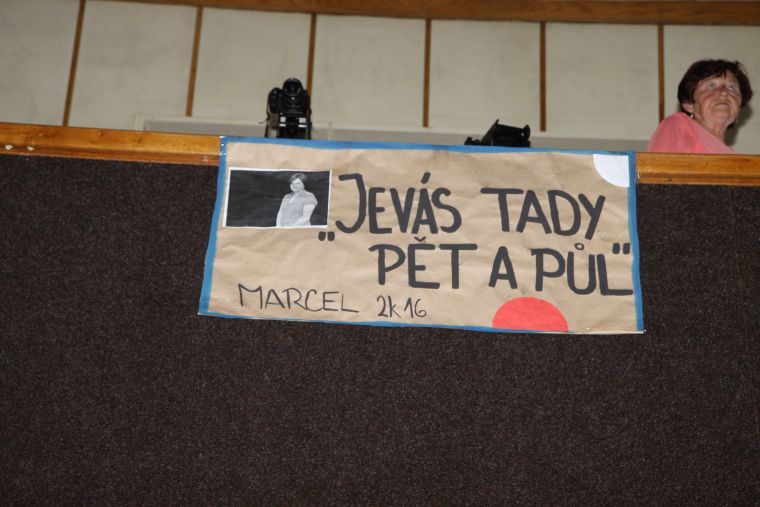 „JEVÁS TADY
PĚT A PŮL“
MARCEL 2K16